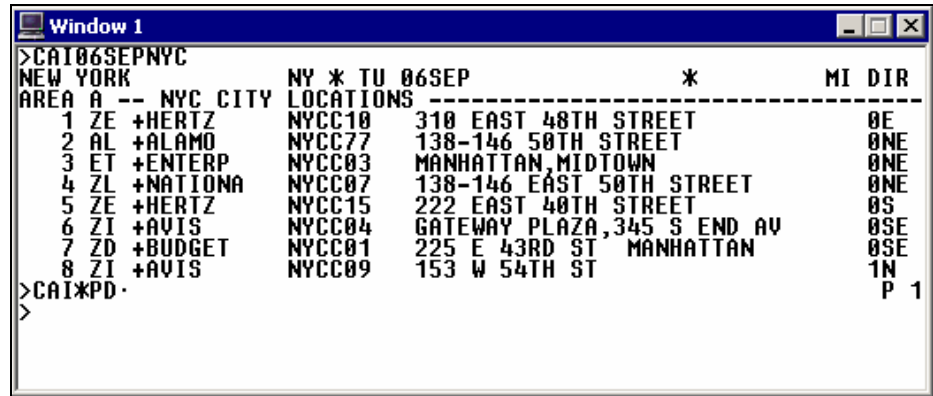 Window 1
>CAI06SEPNYC
NEW YORK NY * TU 06SEP * MI DIR
AREA A -- NYC CITY LOCATIONS ------------------------------------
1 ZE +HERTZ NYCC10 310 EAST 48TH STREET 0E
2 AL +ALAMO NYCC77 138-146 50TH STREET 0NE
3 ET +ENTERP NYCC03 MANHATTAN,MIDTOWN 0NE
4 ZL +NATIONA NYCC07 138-146 EAST 50TH STREET 0NE
5 ZE +HERTZ NYCC15 222 EAST 40TH STREET 0S
6 ZI +AVIS NYCC04 GATEWAY PLAZA,345 S END AV 0SE
7 ZD +BUDGET NYCC01 225 E 43RD ST MANHATTAN 0SE
8 ZI +AVIS NYCC09 153 W 54TH ST 1N
>CAI*PD· P 1
>